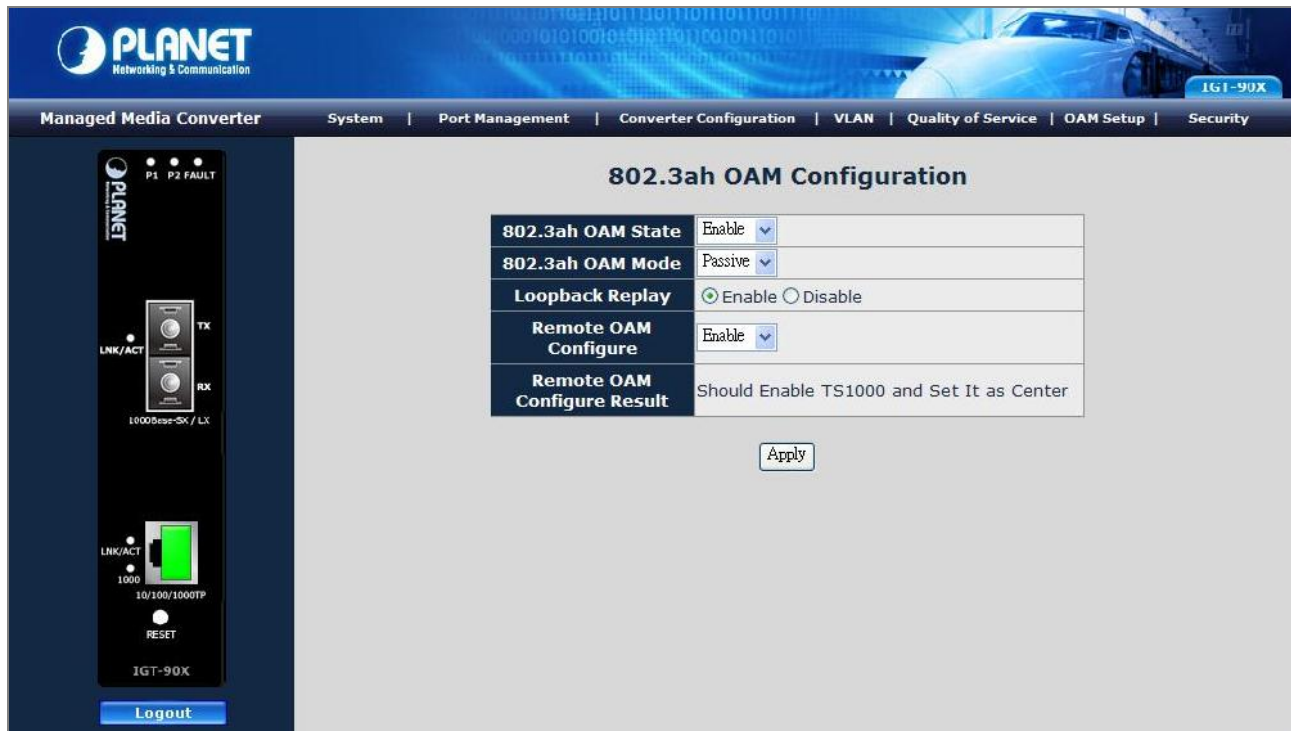 PLANET
Networking & Communication
IGT-90X
Managed Media Converter
System | Port Management | Converter Configuration | VLAN | Quality of Service | OAM Setup | Security
P1 P2 FAULT
PLANET
TX
LNK/ACT
RX
1000Base-SX / LX
LNK/ACT
1000
10/100/1000TP
RESET
IGT-90X
Logout
802.3ah OAM Configuration
802.3ah OAM State Enable
802.3ah OAM Mode Passive
Loopback Replay Enable Disable
Remote OAM
Configure
Enable
Remote OAM
Configure Result
Should Enable TS1000 and Set It as Center
Apply